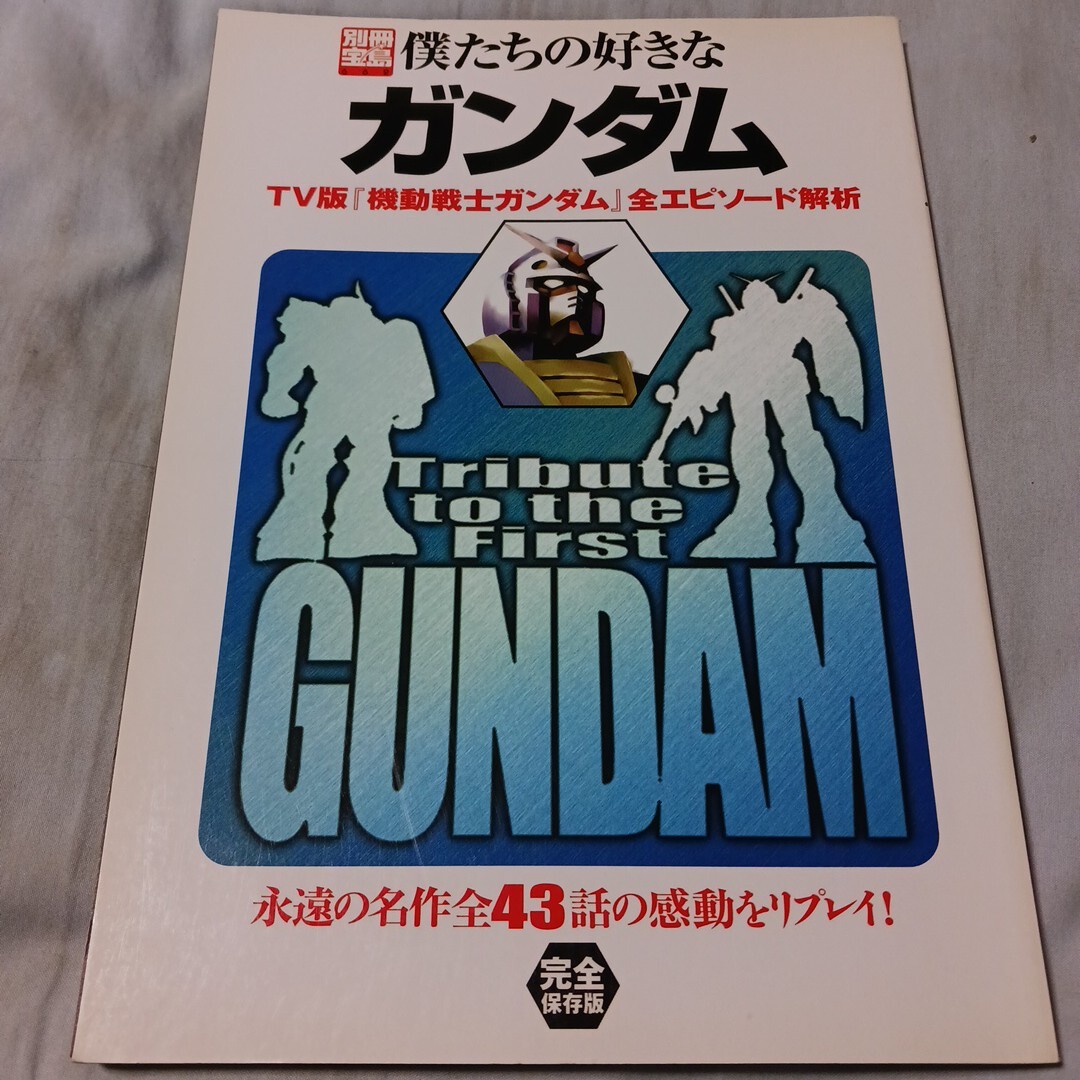 別冊
宝島
僕たちの好きな
ガンダム
TV版『機動戦士ガンダム』全エピソード解析
Tribute
to the
First
GUNDAM
永遠の名作全43話の感動をリプレイ!
完全
保存版